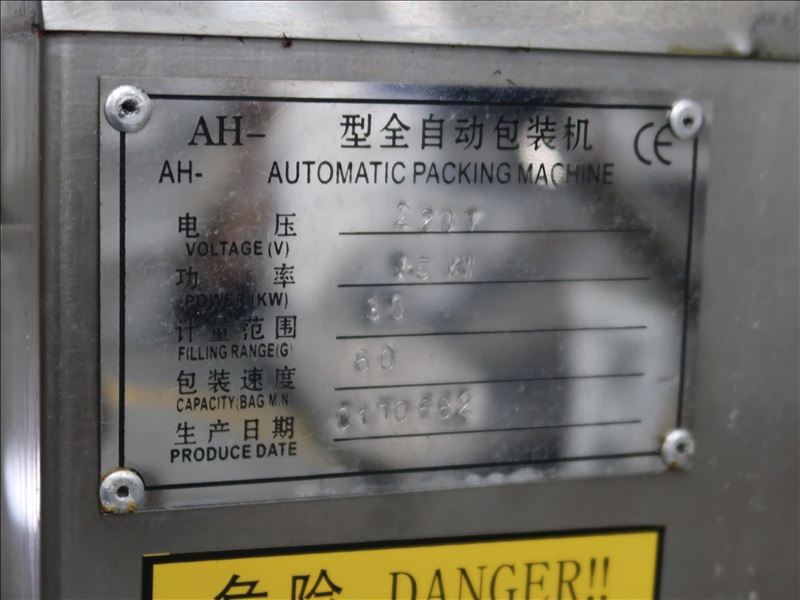 AH- 型全自动包装机 CE
AH- AUTOMATIC PACKING MACHINE
电 压 220V
VOLTAGE(V)
功 率
POWER(KW)
计量范围
FILLING RANGE(G)
包装速度 60
CAPACITY(BAG M.N
生产日期 0170682
PRODUCE DATE
危险 DANGER!!